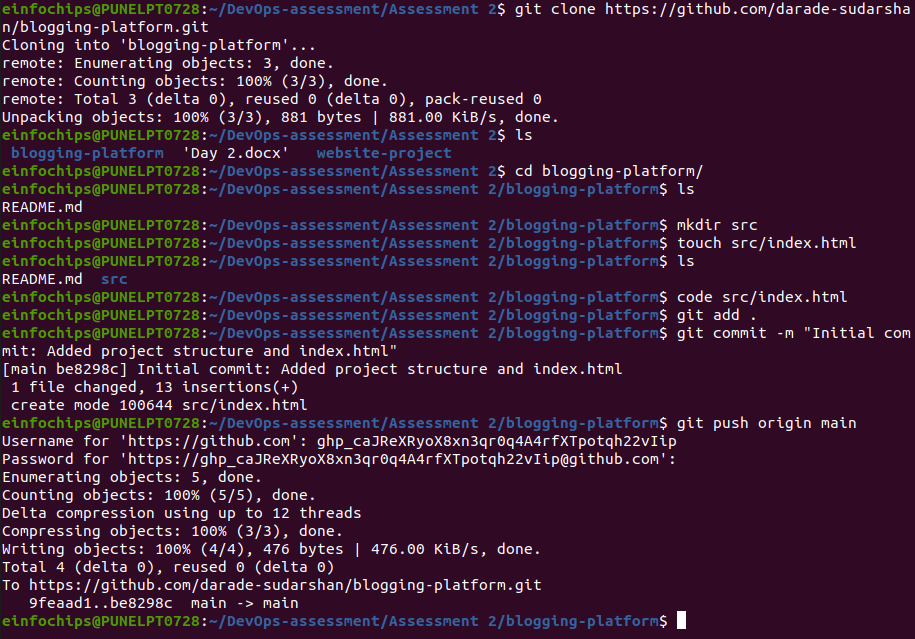 einfochips@PUNELPT0728:~/DevOps-assessment/Assessment 2$ git clone https://github.com/darade-sudarsha
n/blogging-platform.git
Cloning into 'blogging-platform'...
remote: Enumerating objects: 3, done.
remote: Counting objects: 100% (3/3), done.
remote: Total 3 (delta 0), reused 0 (delta 0), pack-reused 0
Unpacking objects: 100% (3/3), 881 bytes | 881.00 KiB/s, done.
einfochips@PUNELPT0728:~/DevOps-assessment/Assessment 2$ ls
blogging-platform  'Day 2.docx'   website-project
einfochips@PUNELPT0728:~/DevOps-assessment/Assessment 2$ cd blogging-platform/
einfochips@PUNELPT0728:~/DevOps-assessment/Assessment 2/blogging-platform$ ls
README.md
einfochips@PUNELPT0728:~/DevOps-assessment/Assessment 2/blogging-platform$ mkdir src
einfochips@PUNELPT0728:~/DevOps-assessment/Assessment 2/blogging-platform$ touch src/index.html
einfochips@PUNELPT0728:~/DevOps-assessment/Assessment 2/blogging-platform$ ls
README.md  src
einfochips@PUNELPT0728:~/DevOps-assessment/Assessment 2/blogging-platform$ code src/index.html
einfochips@PUNELPT0728:~/DevOps-assessment/Assessment 2/blogging-platform$ git add .
einfochips@PUNELPT0728:~/DevOps-assessment/Assessment 2/blogging-platform$ git commit -m "Initial com
mit: Added project structure and index.html"
[main be8298c] Initial commit: Added project structure and index.html
 1 file changed, 13 insertions(+)
 create mode 100644 src/index.html
einfochips@PUNELPT0728:~/DevOps-assessment/Assessment 2/blogging-platform$ git push origin main
Username for 'https://github.com': [access token omitted]
Password for 'https://[access token omitted]@github.com':
Enumerating objects: 5, done.
Counting objects: 100% (5/5), done.
Delta compression using up to 12 threads
Compressing objects: 100% (3/3), done.
Writing objects: 100% (4/4), 476 bytes | 476.00 KiB/s, done.
Total 4 (delta 0), reused 0 (delta 0)
To https://github.com/darade-sudarshan/blogging-platform.git
   9feaad1..be8298c  main -> main
einfochips@PUNELPT0728:~/DevOps-assessment/Assessment 2/blogging-platform$